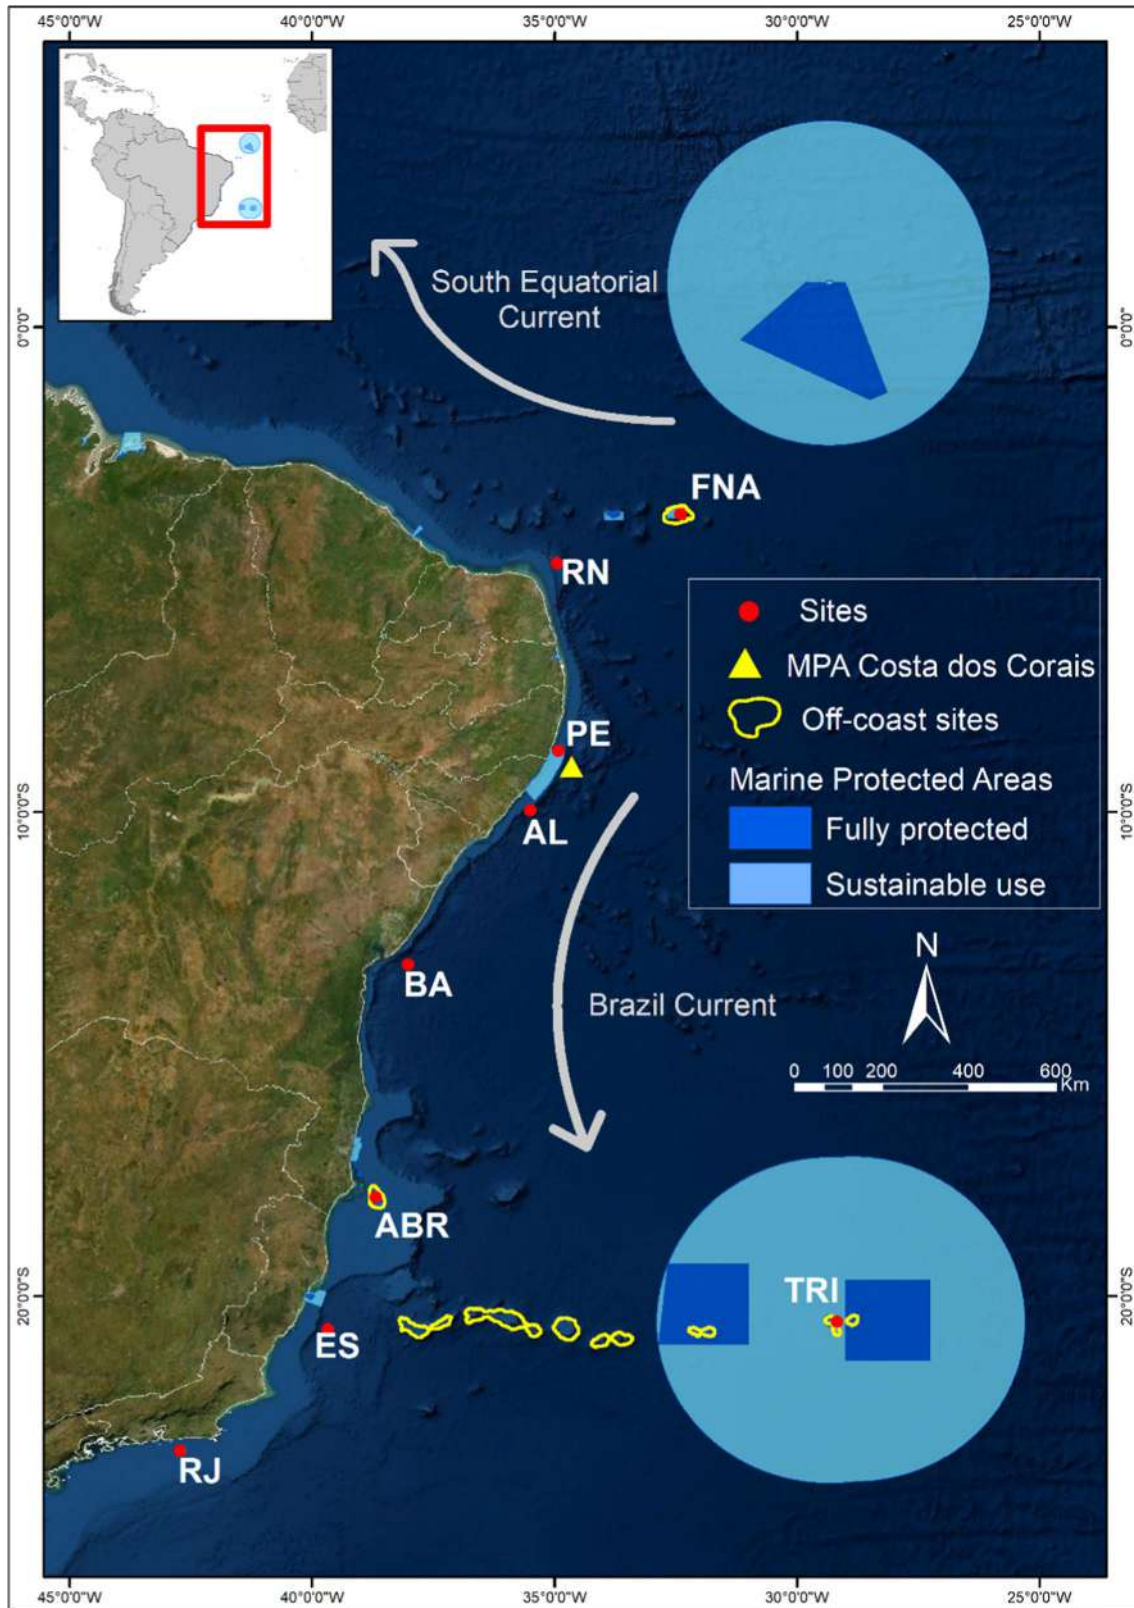 45°0'0"W 40°0'0"W 35°0'0"W 30°0'0"W 25°0'0"W
South Equatorial
Current
0°0'0" 0°0'0"
FNA
RN
Sites
MPA Costa dos Corais
Off-coast sites
PE
Marine Protected Areas
10°0'0"S 10°0'0"S
AL
Fully protected
Sustainable use
N
BA
Brazil Current
0 100 200 400 600
Km
ABR
TRI
20°0'0"S 20°0'0"S
ES
RJ
45°0'0"W 40°0'0"W 35°0'0"W 30°0'0"W 25°0'0"W